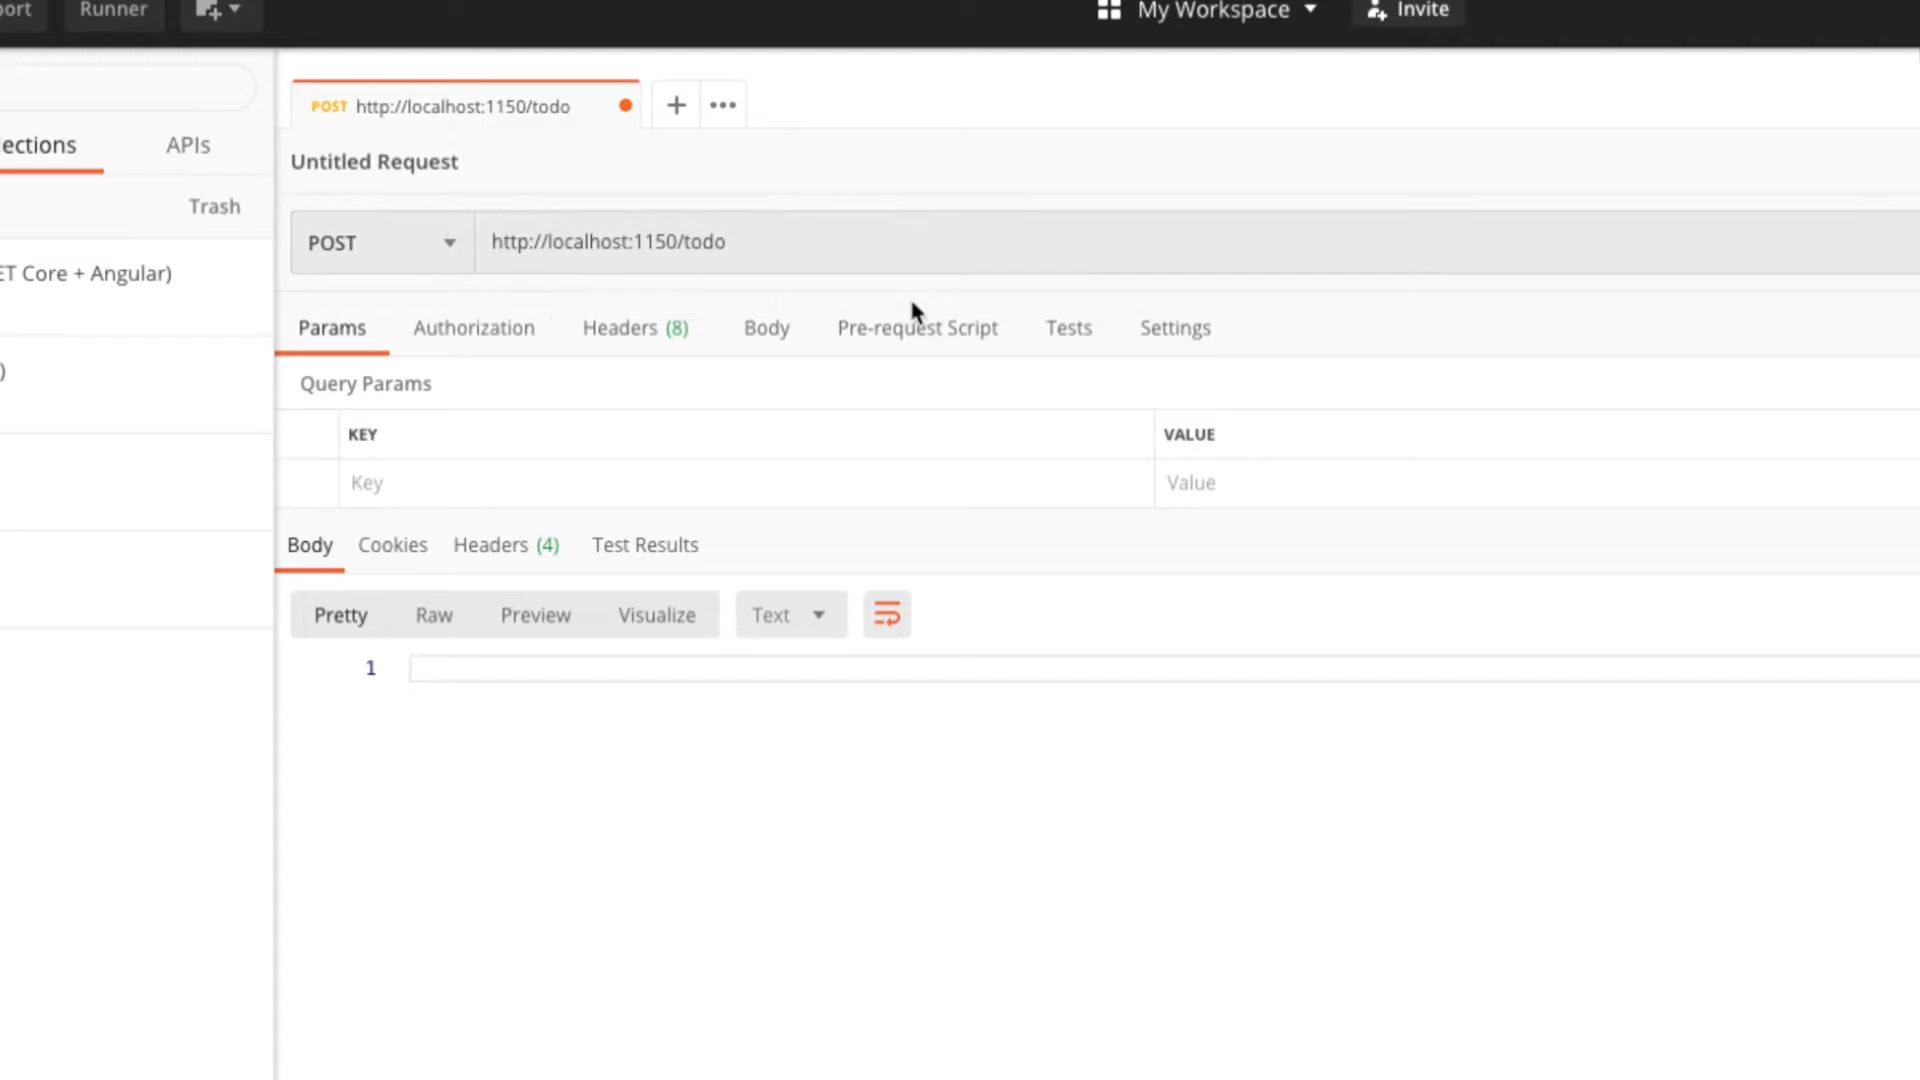 port Runner My Workspace Invite
POST http://localhost:1150/todo
lections APIs
Untitled Request
Trash
POST http://localhost:1150/todo
ET Core + Angular)
Params Authorization Headers (8) Body Pre-request Script Tests Settings
)
Query Params
KEY VALUE
Key Value
Body Cookies Headers (4) Test Results
Pretty Raw Preview Visualize Text
1